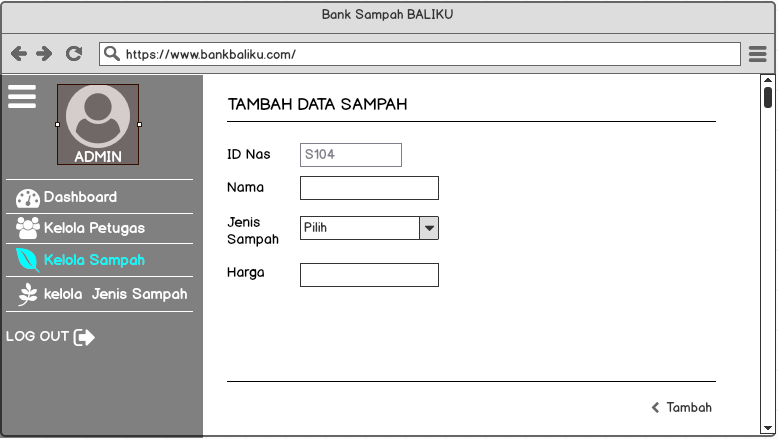 Bank Sampah BALIKU
https://www.bankbaliku.com/
ADMIN
Dashboard
Kelola Petugas
Kelola Sampah
kelola Jenis Sampah
LOG OUT
TAMBAH DATA SAMPAH
ID Nas
S104
Nama
Jenis
Sampah
Pilih
Harga
Tambah